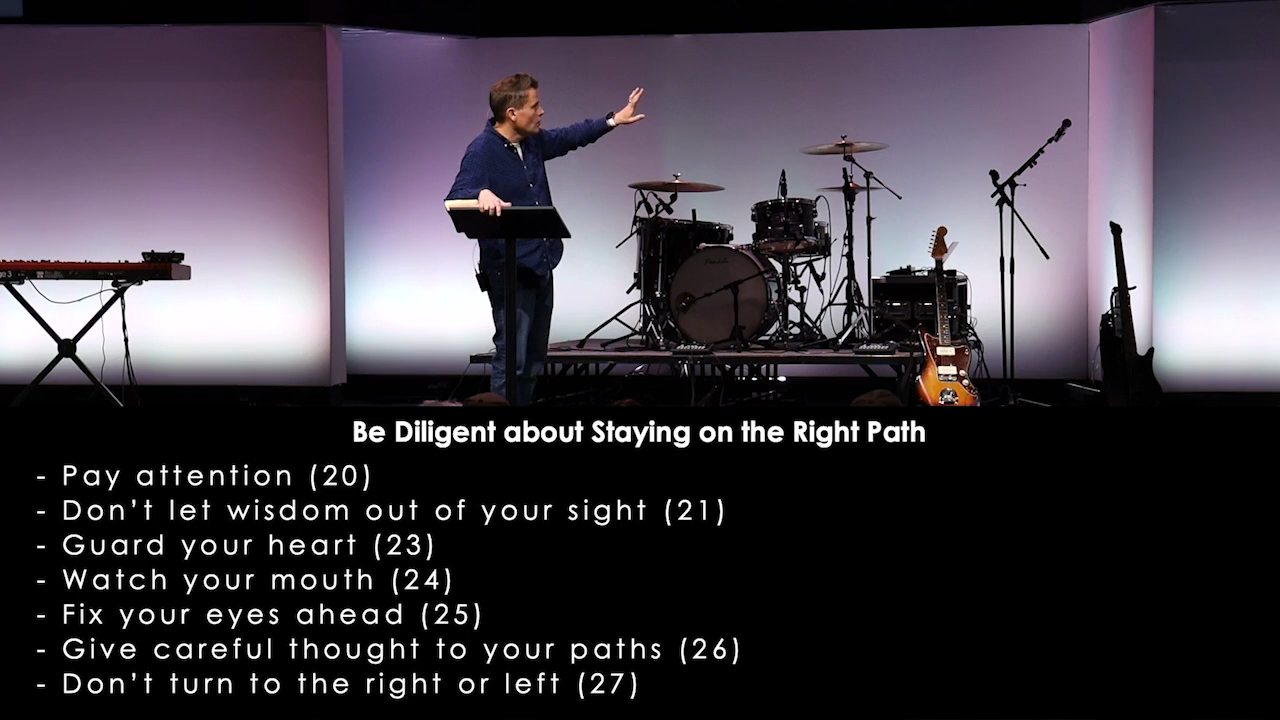 Be Diligent about Staying on the Right Path
- Pay attention (20)
- Don’t let wisdom out of your sight (21)
- Guard your heart (23)
- Watch your mouth (24)
- Fix your eyes ahead (25)
- Give careful thought to your paths (26)
- Don’t turn to the right or left (27)